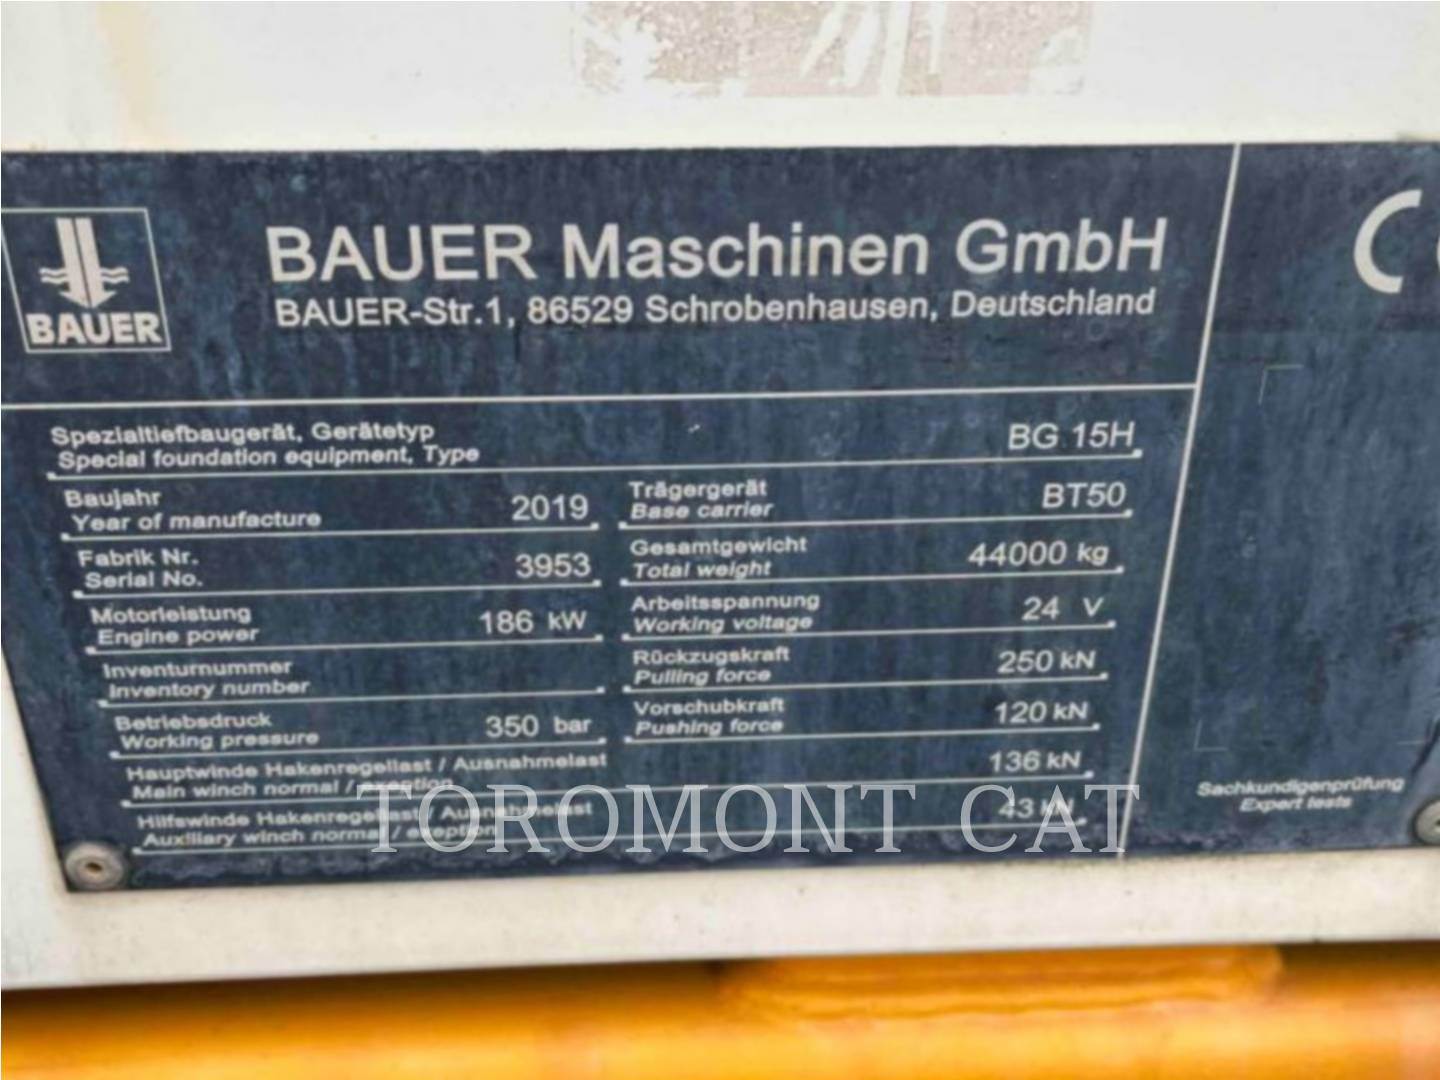 BAUER
BAUER Maschinen GmbH
BAUER-Str.1, 86529 Schrobenhausen, Deutschland
Spezialtiefbaugerät, Gerätetyp
Special foundation equipment, Type
BG 15H
Baujahr
Year of manufacture
2019
Trägergerät
Base carrier
BT50
Fabrik Nr.
Serial No.
3953
Gesamtgewicht
Total weight
44000 kg
Motorleistung
Engine power
186 kW
Arbeitsspannung
Working voltage
24 V
Inventurnummer
Inventory number
Rückzugskraft
Pulling force
250 kN
Betriebsdruck
Working pressure
350 bar
Vorschubkraft
Pushing force
120 kN
Hauptwinde Hakenregellast / Ausnahmelast
Main winch normal / exeption
136 kN
Hilfswinde Hakenregellast / Ausnahmelast
Auxiliary winch normal / exeption
43 kN
Sachkundigenprüfung
Expert tests
TOROMONT CAT